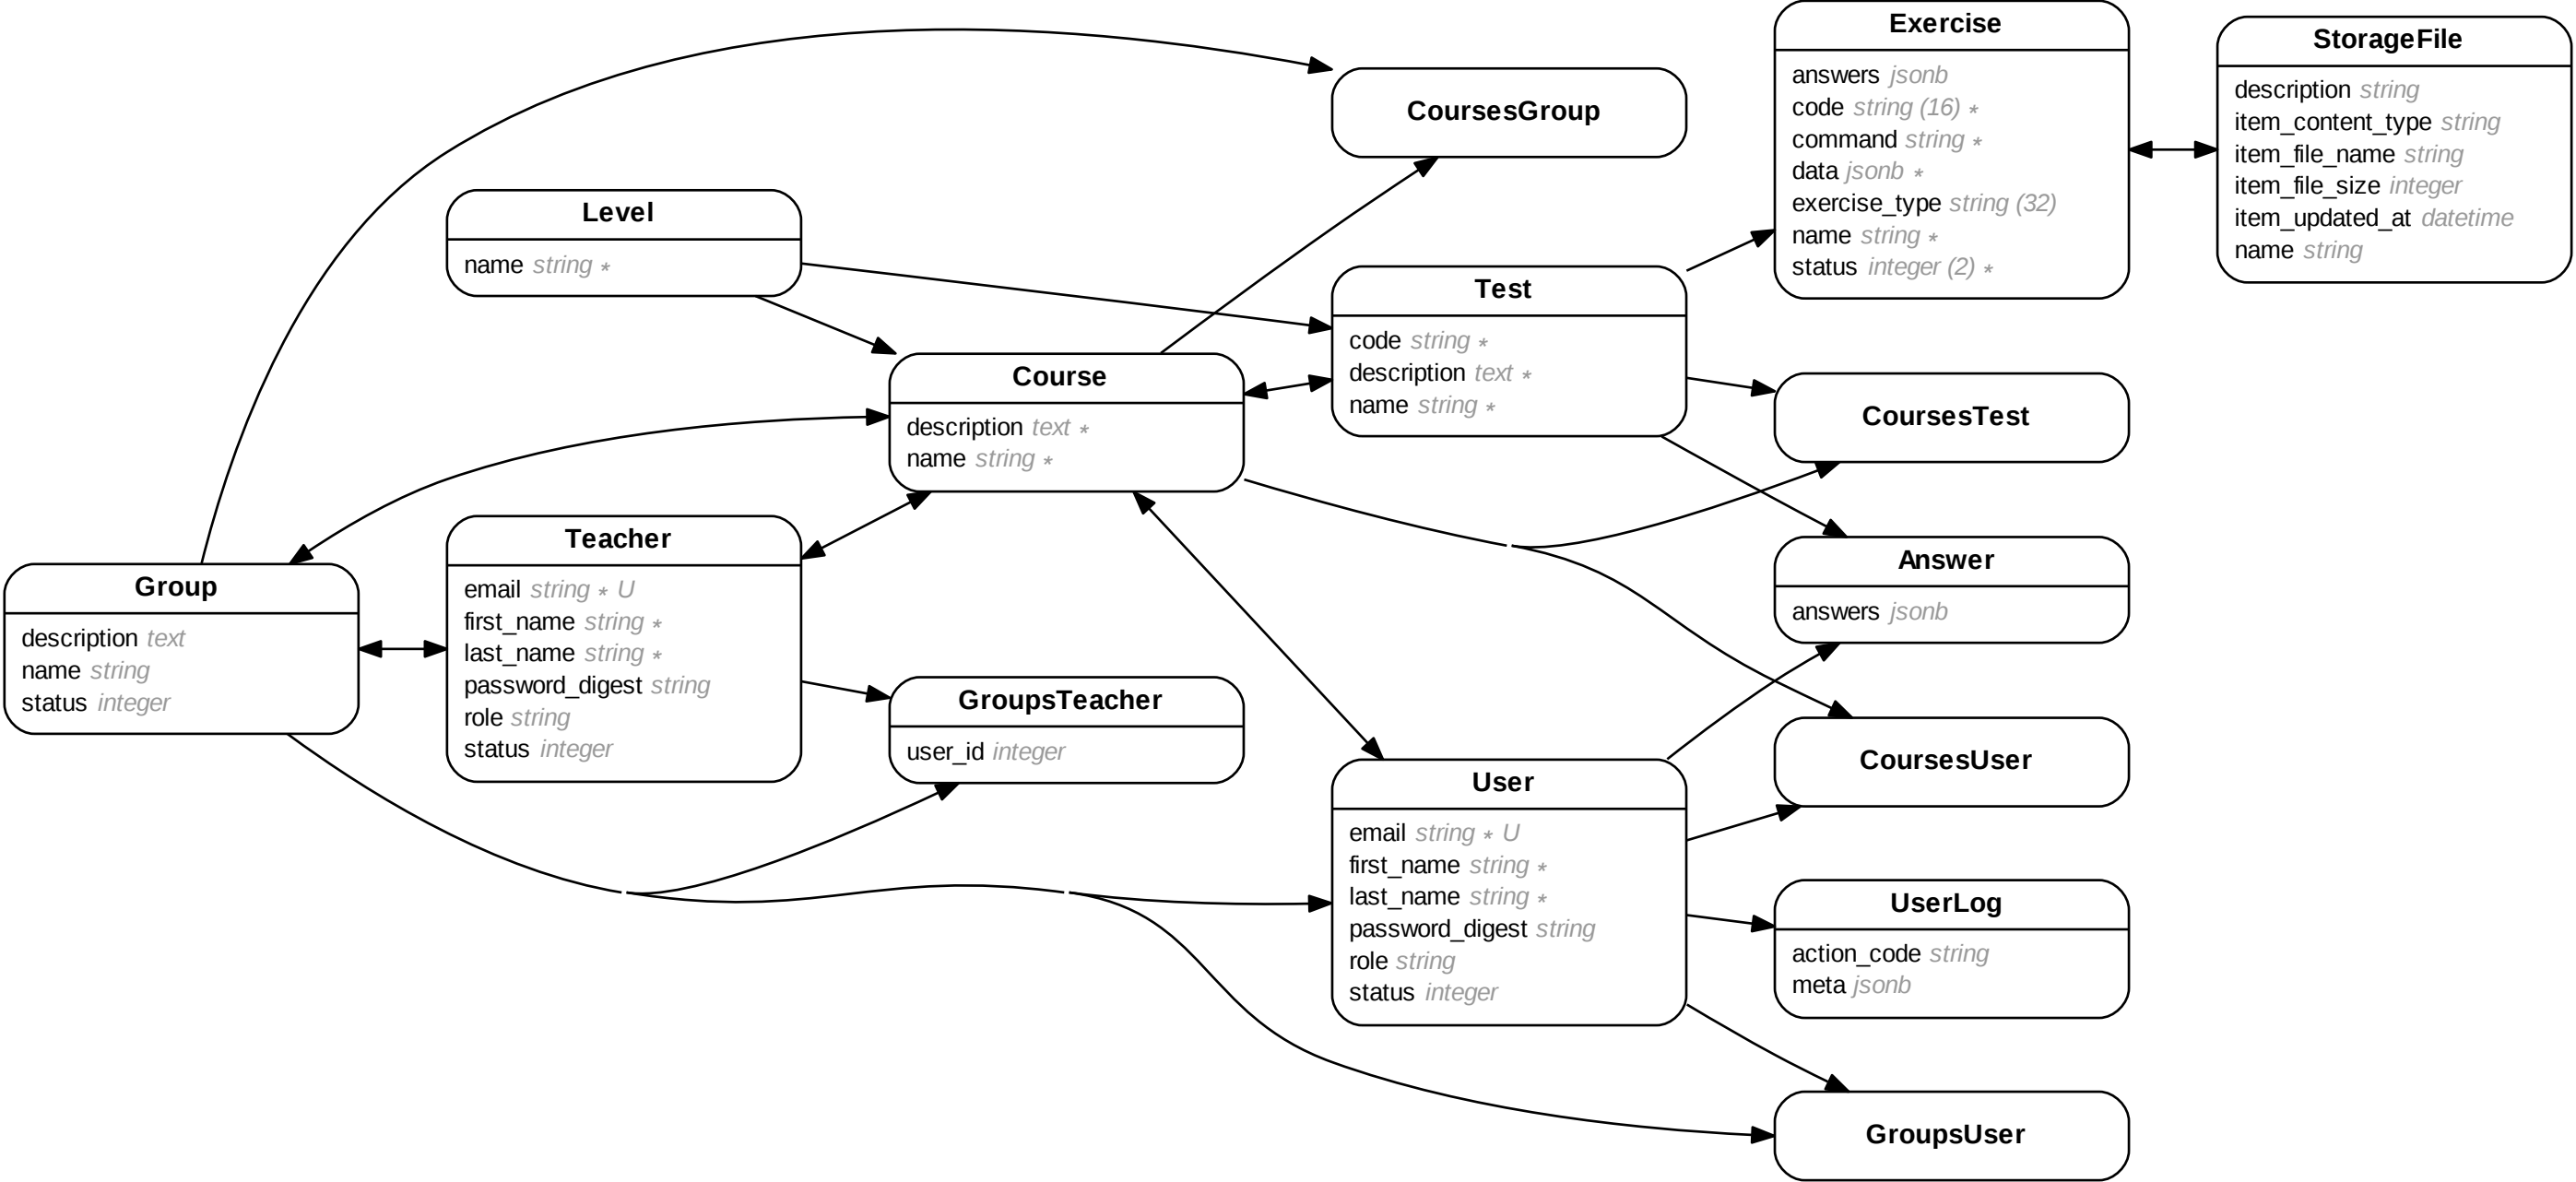 Exercise
answers jsonb
code string (16) *
command string *
data jsonb *
exercise_type string (32)
name string *
status integer (2) *
StorageFile
description string
item_content_type string
item_file_name string
item_file_size integer
item_updated_at datetime
name string
CoursesGroup
Level
name string *
Test
code string *
description text *
name string *
Course
description text *
name string *
CoursesTest
Teacher
email string * U
first_name string *
last_name string *
password_digest string
role string
status integer
Group
description text
name string
status integer
Answer
answers jsonb
GroupsTeacher
user_id integer
CoursesUser
User
email string * U
first_name string *
last_name string *
password_digest string
role string
status integer
UserLog
action_code string
meta jsonb
GroupsUser